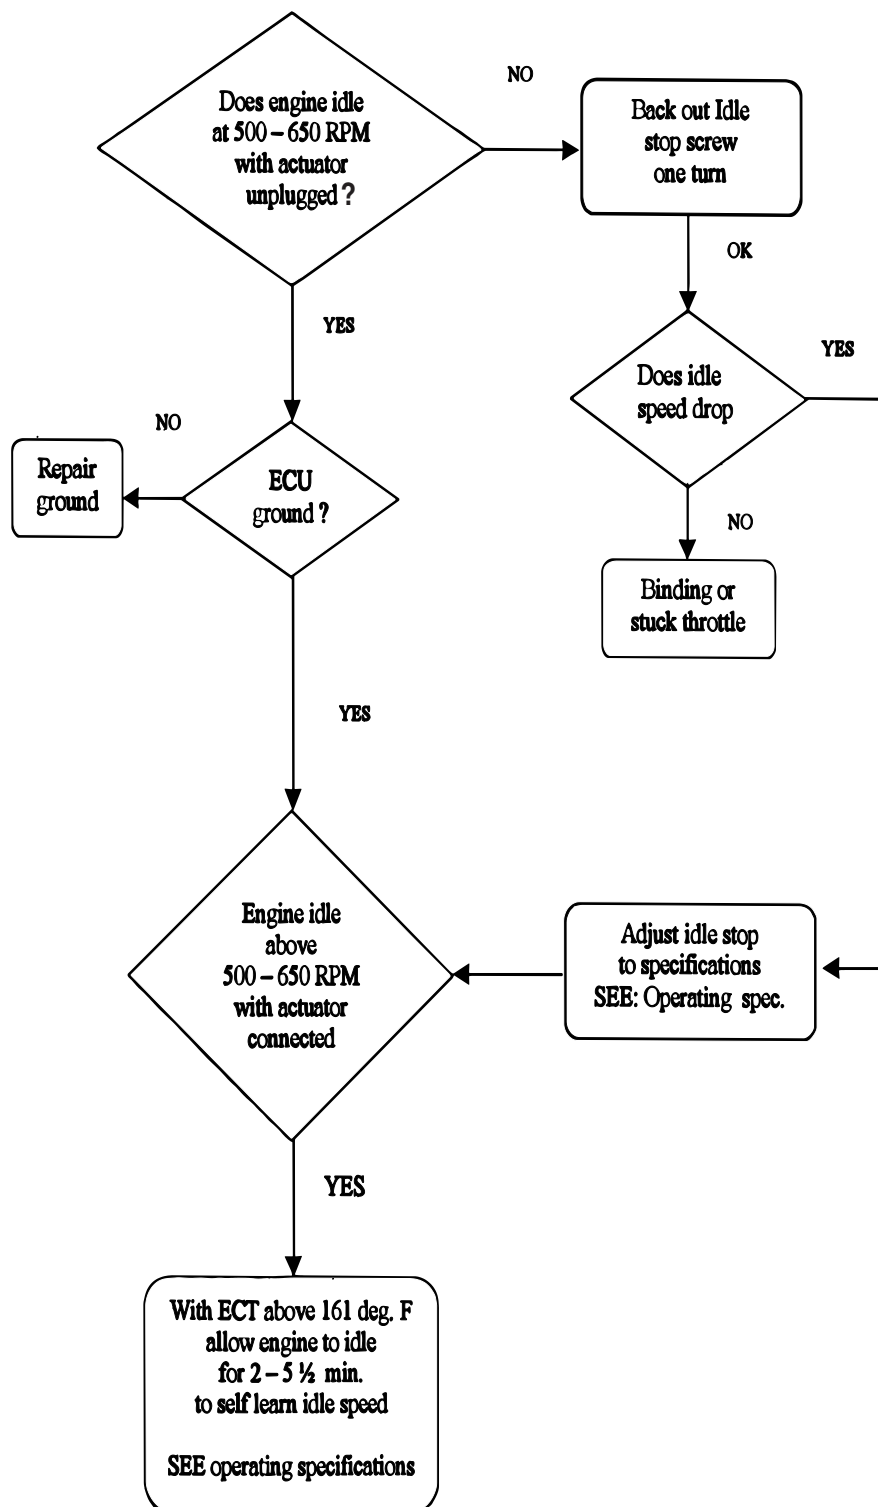 Does engine idle
at 500 – 650 RPM
with actuator
unplugged ?
NO
Back out Idle
stop screw
one turn
OK
YES
YES
Does idle
speed drop
NO
Repair
ground
ECU
ground ?
NO
Binding or
stuck throttle
YES
Engine idle
above
500 – 650 RPM
with actuator
connected
Adjust idle stop
to specifications
SEE: Operating spec.
YES
With ECT above 161 deg. F
allow engine to idle
for 2 – 5 ½ min.
to self learn idle speed
SEE operating specifications